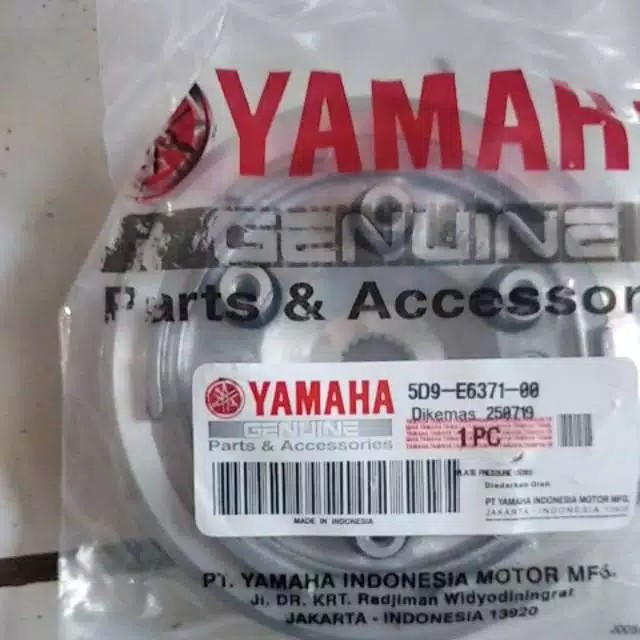 YAMAH
GENUINE
Parts & Accessor
YAMAHA
GENUINE
Parts & Accessories
5D9-E6371-00
Dikemas 250719
1 PC
PLATE PRESSURE
Diedarkan Oleh
PT YAMAHA INDONESIA MOTOR MFG.
JAKARTA - INDONESIA
MADE IN INDONESIA
PT. YAMAHA INDONESIA MOTOR MFG.
Jl. DR. KRT. Radjiman Widyodiningrat
JAKARTA - INDONESIA 13920